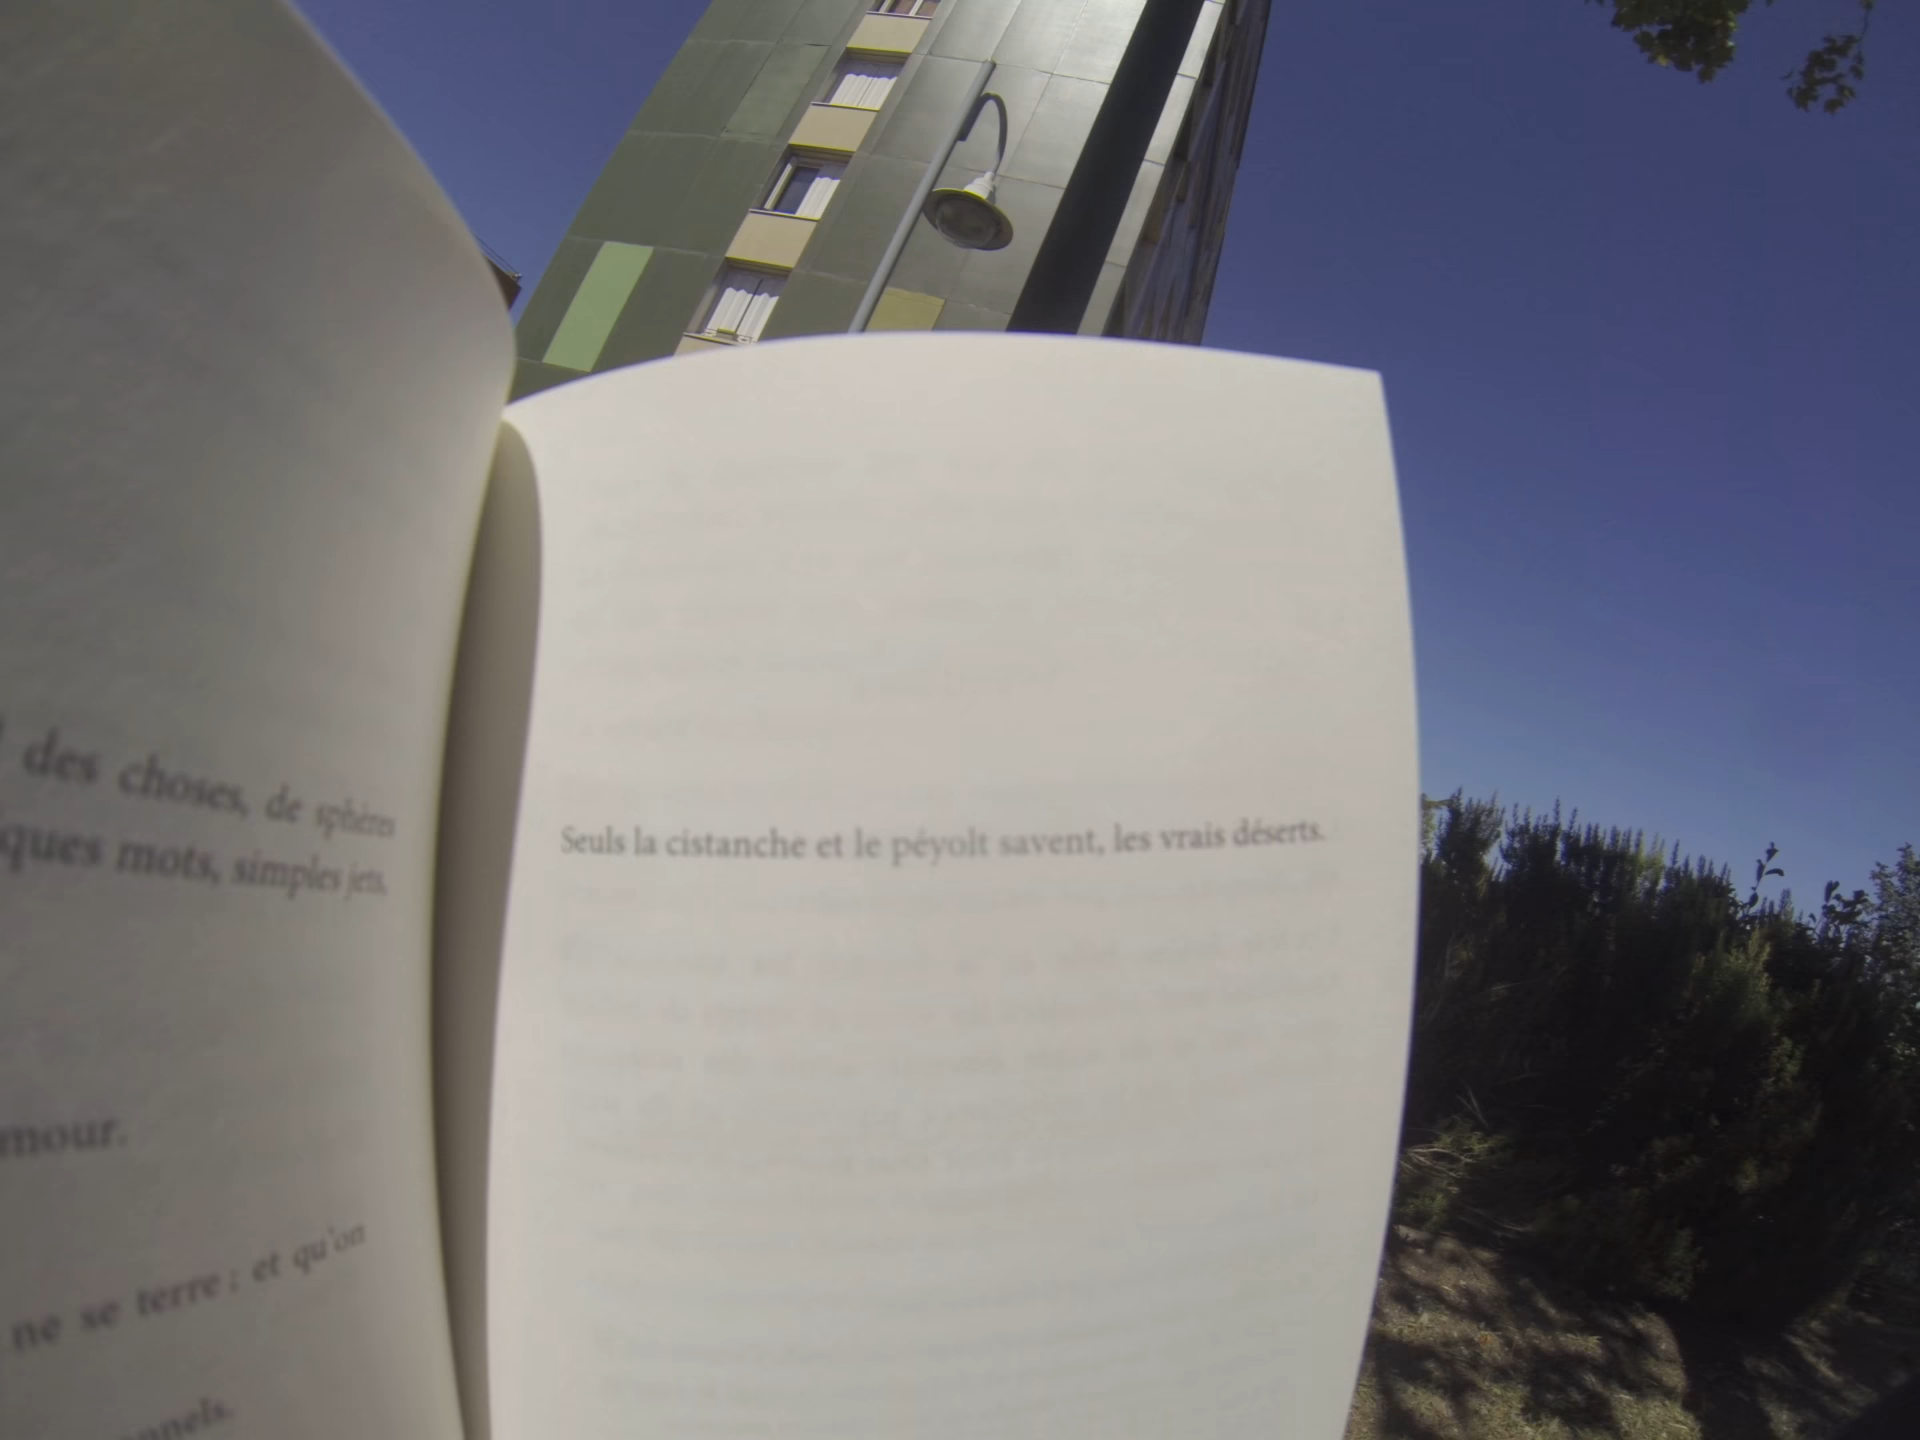 des choses, de sphères
ques mots, simples jets.
mour.
ne se terre ; et qu'on
nnels.
Seuls la cistanche et le péyolt savent, les vrais déserts.